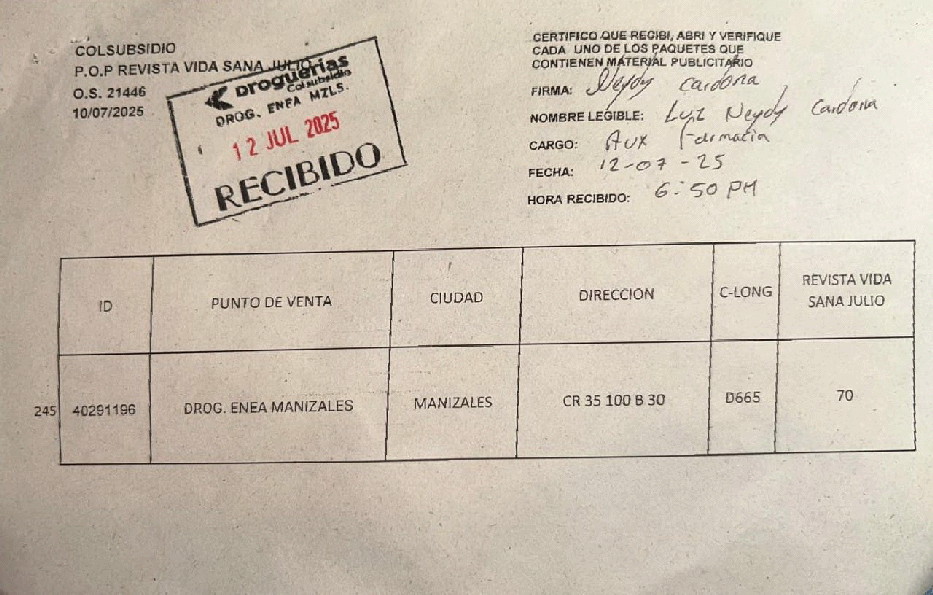 COLSUBSIDIO
P.O.P REVISTA VIDA SANA JULIO
O.S. 21446
10/07/2025
Droguerías
Colsubsidio
DROG. ENEA MZLS.
12 JUL 2025
RECIBIDO
CERTIFICO QUE RECIBI, ABRI Y VERIFIQUE
CADA UNO DE LOS PAQUETES QUE
CONTIENEN MATERIAL PUBLICITARIO
FIRMA: Neydy Cardona
NOMBRE LEGIBLE: Luz Neydy Cardona
CARGO: Aux Farmacia
FECHA: 12-07-25
HORA RECIBIDO: 6:50 PM
ID PUNTO DE VENTA CIUDAD DIRECCION C-LONG REVISTA VIDA
SANA JULIO
245 40291196 DROG. ENEA MANIZALES MANIZALES CR 35 100 B 30 D665 70